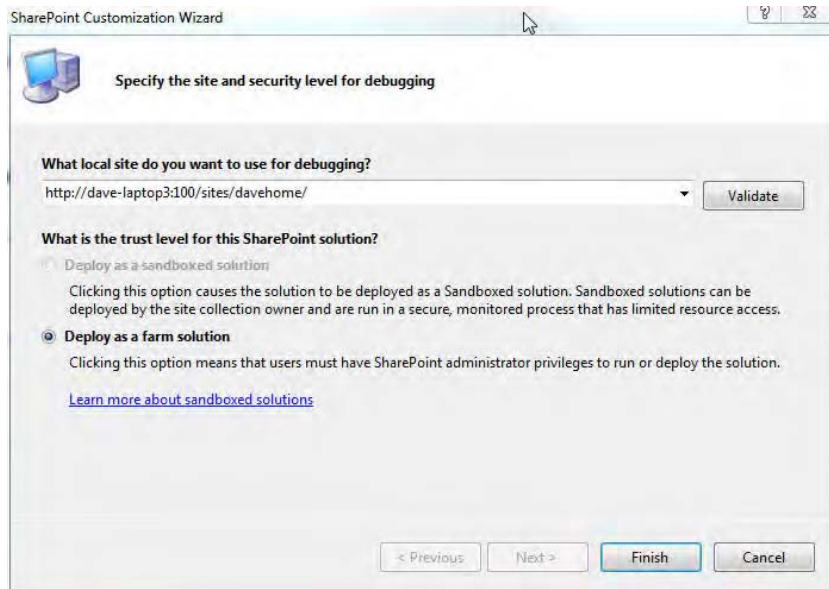 SharePoint Customization Wizard
Specify the site and security level for debugging
What local site do you want to use for debugging?
http://dave-laptop3:100/sites/davehome/
Validate
What is the trust level for this SharePoint solution?
Deploy as a sandboxed solution
Clicking this option causes the solution to be deployed as a Sandboxed solution. Sandboxed solutions can be
deployed by the site collection owner and are run in a secure, monitored process that has limited resource access.
Deploy as a farm solution
Clicking this option means that users must have SharePoint administrator privileges to run or deploy the solution.
Learn more about sandboxed solutions
< Previous Next > Finish Cancel